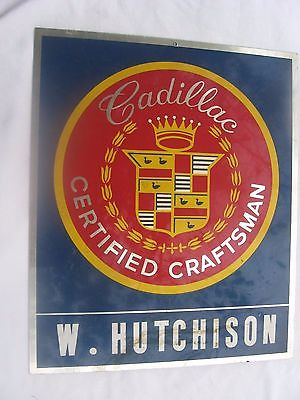 Cadillac
CERTIFIED CRAFTSMAN
W. HUTCHISON